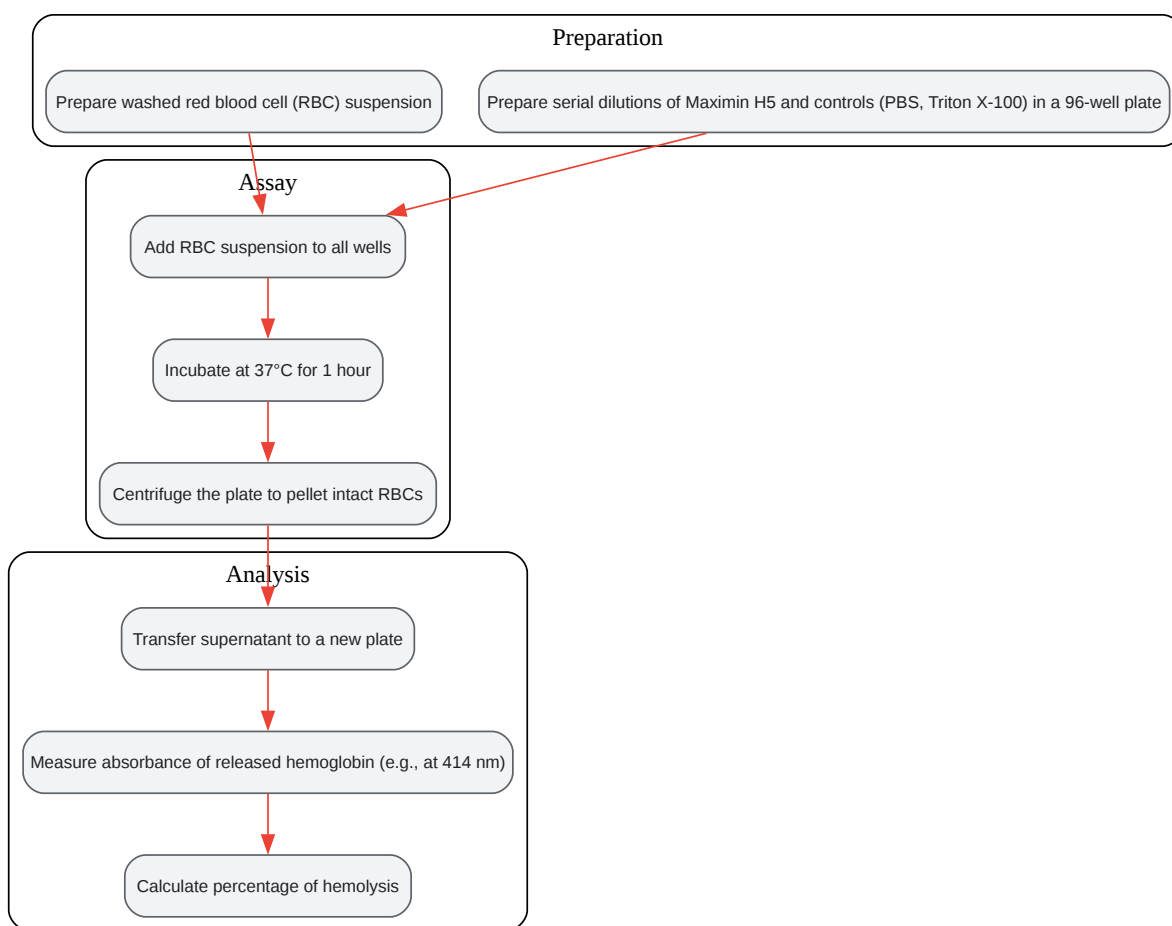 Preparation
Prepare washed red blood cell (RBC) suspension
Prepare serial dilutions of Maximin H5 and controls (PBS, Triton X-100) in a 96-well plate
Assay
Add RBC suspension to all wells
Incubate at 37°C for 1 hour
Centrifuge the plate to pellet intact RBCs
Analysis
Transfer supernatant to a new plate
Measure absorbance of released hemoglobin (e.g., at 414 nm)
Calculate percentage of hemolysis